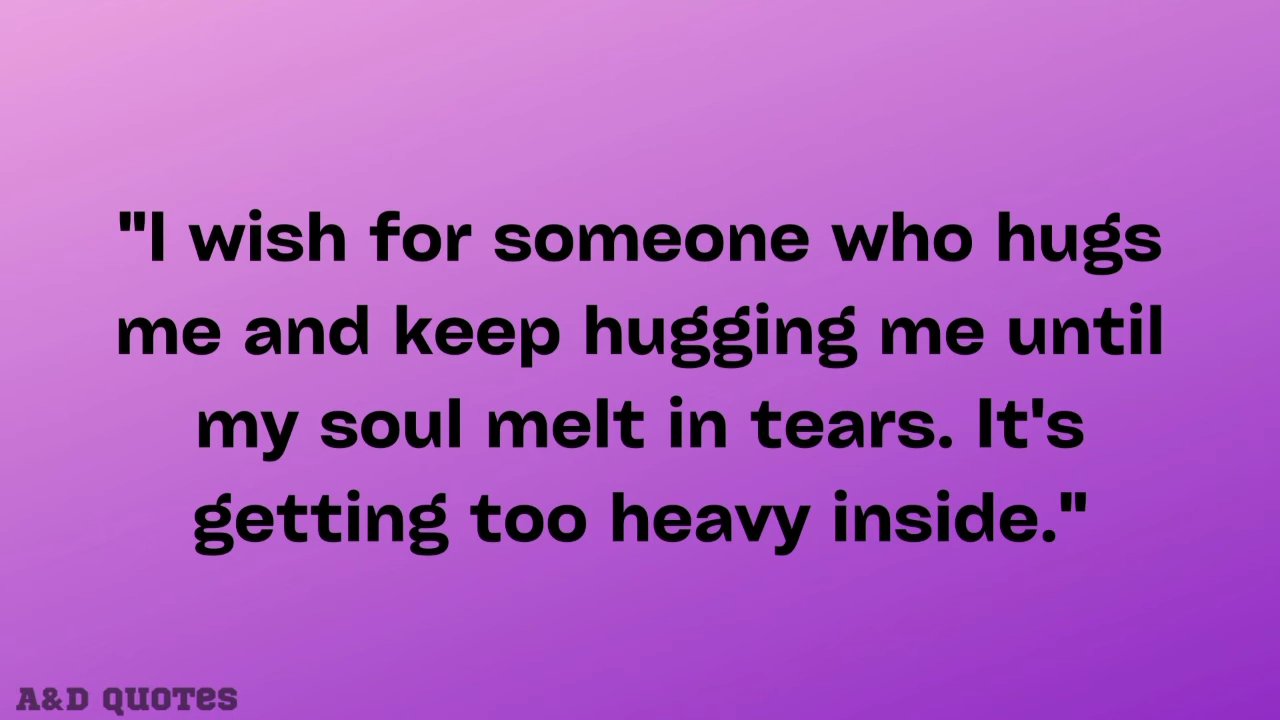 "I wish for someone who hugs
me and keep hugging me until
my soul melt in tears. It's
getting too heavy inside."
A&D QUOTES